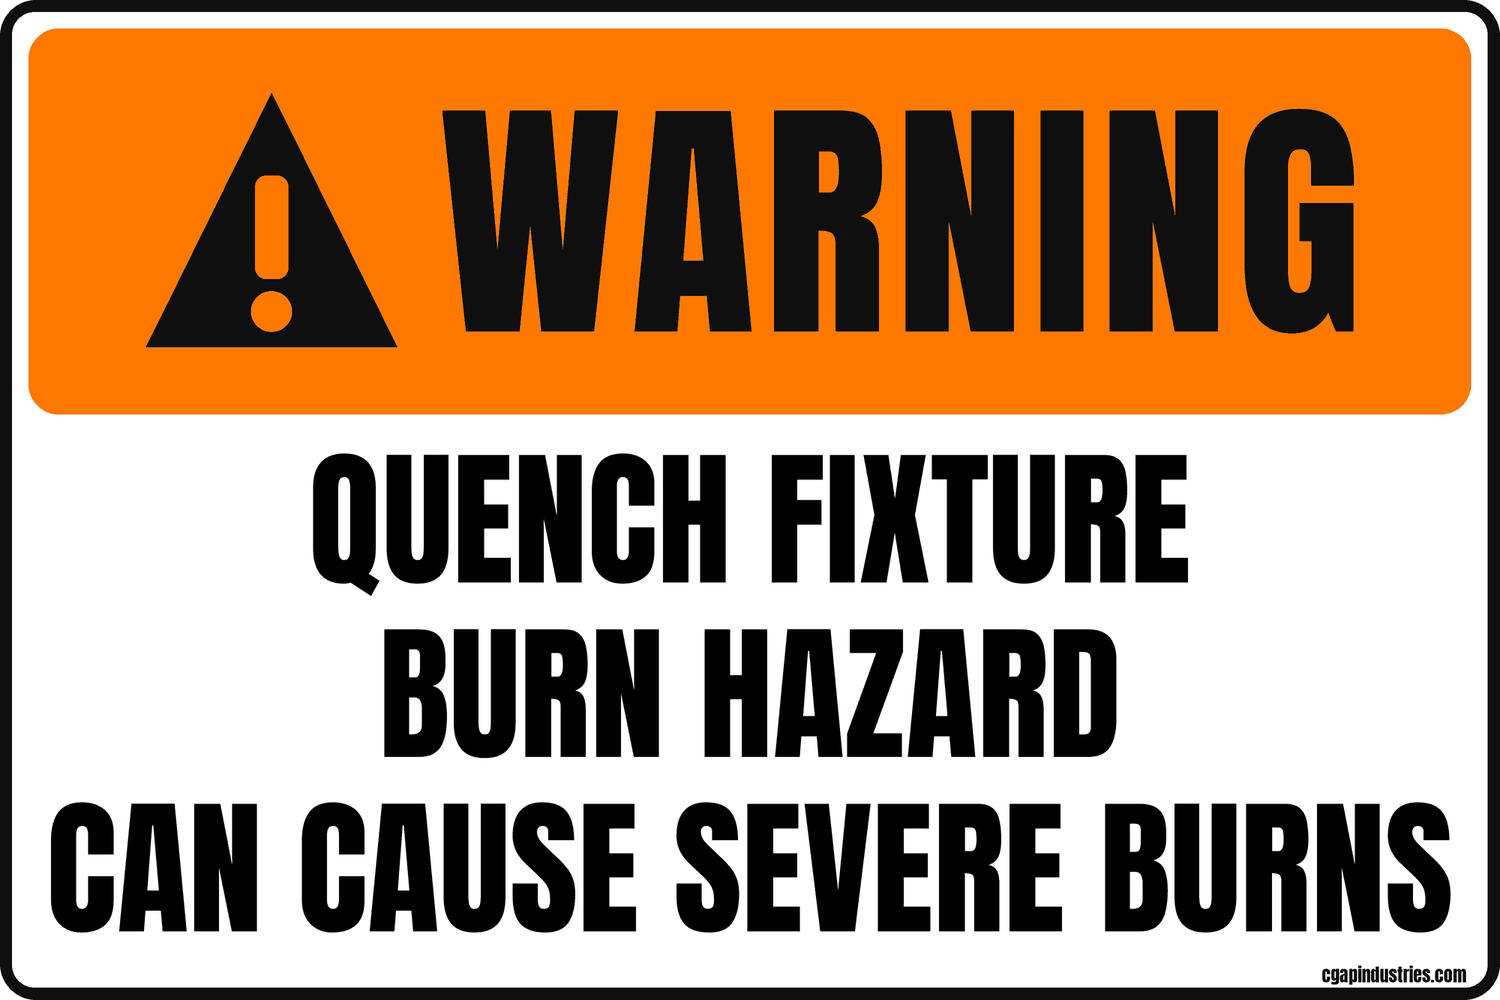 WARNING
QUENCH FIXTURE
BURN HAZARD
CAN CAUSE SEVERE BURNS
cgapindustries.com